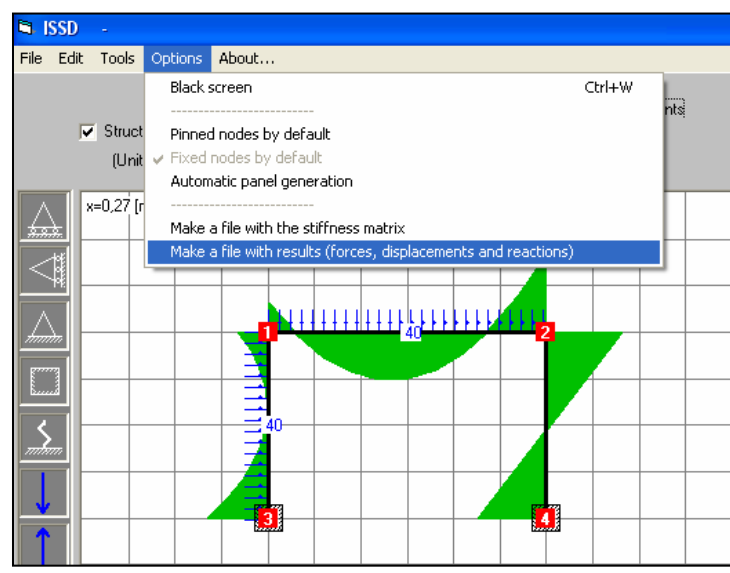 ISSD -
File Edit Tools Options About...
Black screen Ctrl+W
------------------------
nts
Struct
Pinned nodes by default
(Unit
Fixed nodes by default
Automatic panel generation
------------------------
x=0,27 [r
Make a file with the stiffness matrix
Make a file with results (forces, displacements and reactions)
1 40 2
40
3 4